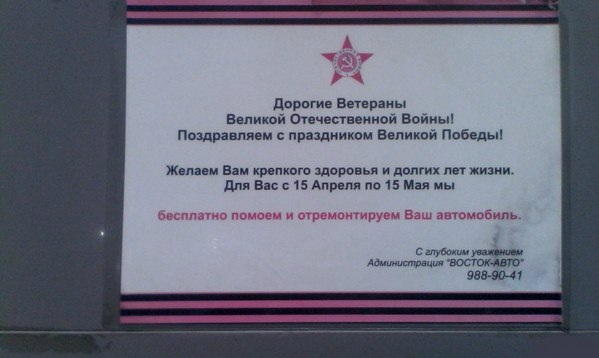 Дорогие Ветераны
Великой Отечественной Войны!
Поздравляем с праздником Великой Победы!
Желаем Вам крепкого здоровья и долгих лет жизни.
Для Вас с 15 Апреля по 15 Мая мы
бесплатно помоем и отремонтируем Ваш автомобиль.
С глубоким уважением
Администрация "ВОСТОК-АВТО"
988-90-41